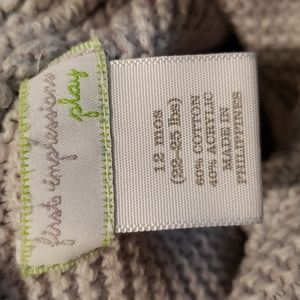 first impressions
play
12 mos
(22-25 lbs)
60% COTTON
40% ACRYLIC
MADE IN
PHILIPPINES